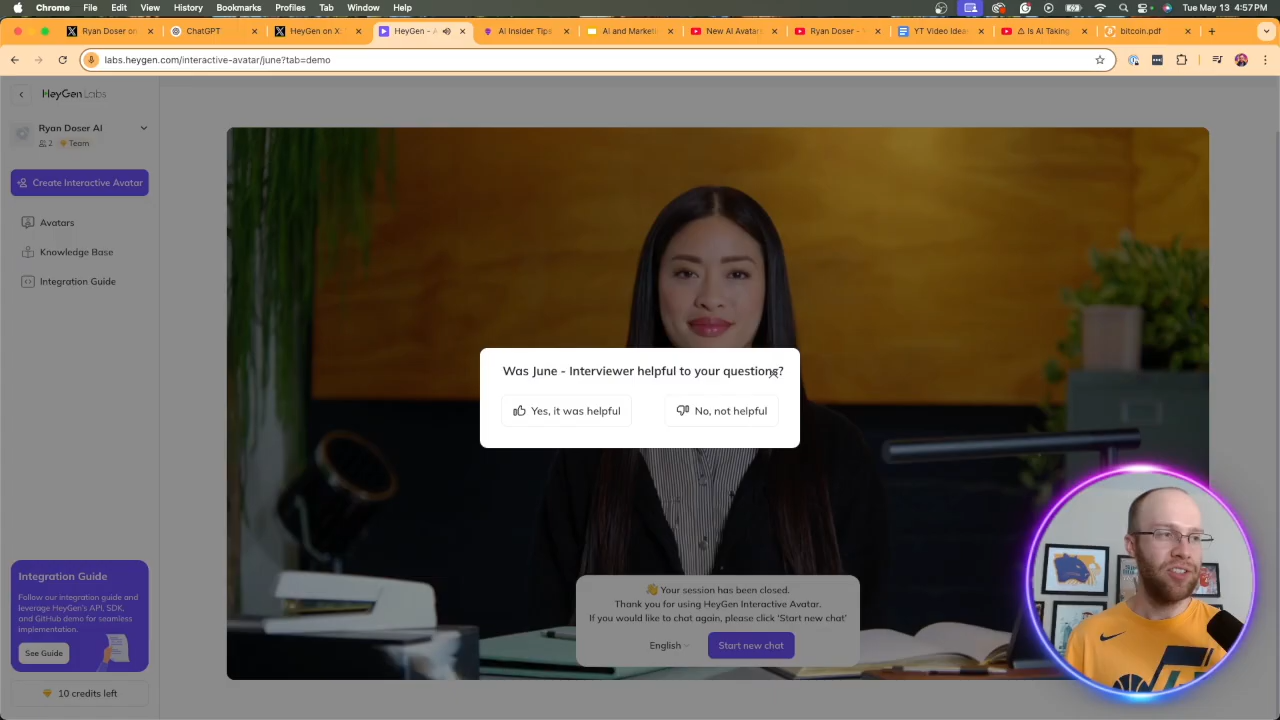 Chrome File Edit View History Bookmarks Profiles Tab Window Help Tue May 13 4:57 PM
Ryan Doser on
ChatGPT
HeyGen on X: "
HeyGen - A
AI Insider Tips
AI and Marketi
New AI Avatars
Ryan Doser -
YT Video Ideas
Is AI Taking
bitcoin.pdf
labs.heygen.com/interactive-avatar/june?tab=demo
HeyGen Labs
Ryan Doser AI
2 Team
Create Interactive Avatar
Avatars
Knowledge Base
Integration Guide
Was June - Interviewer helpful to your questions?
Yes, it was helpful
No, not helpful
👋 Your session has been closed.
Thank you for using HeyGen Interactive Avatar.
If you would like to chat again, please click 'Start new chat'
English
Start new chat
Integration Guide
Follow our integration guide and
leverage HeyGen's API, SDK,
and GitHub demo for seamless
implementation.
See Guide
10 credits left